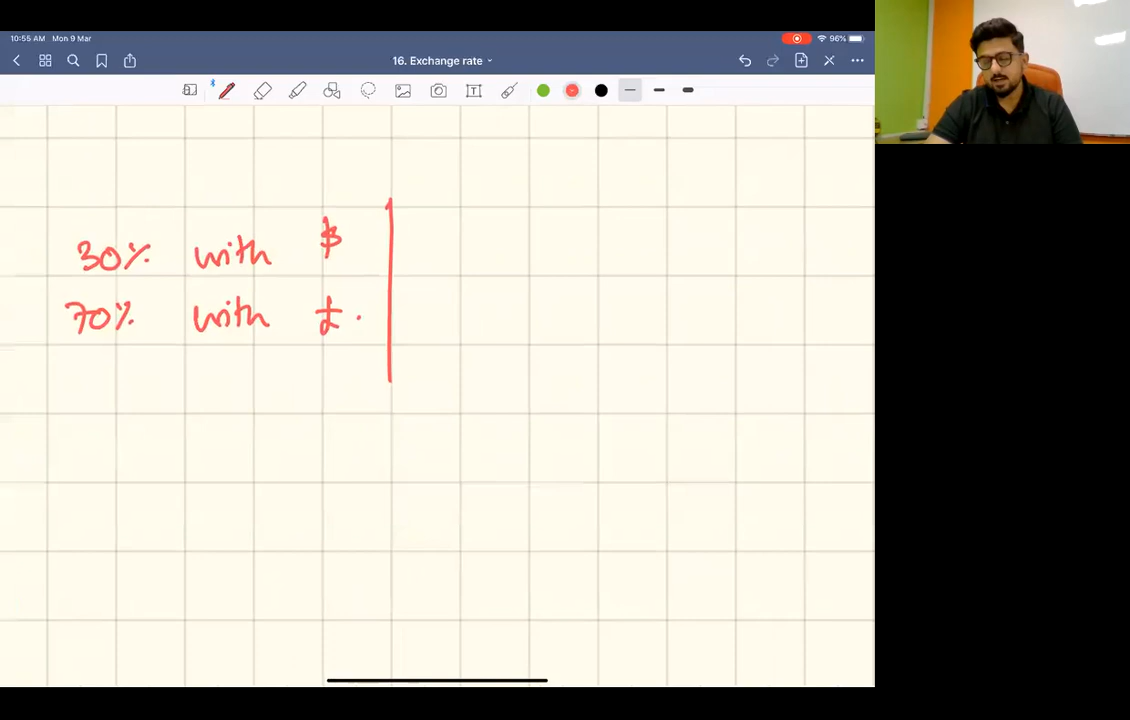 10:55 AM Mon 9 Mar
96%
16. Exchange rate
T
30% with $
70% with £.